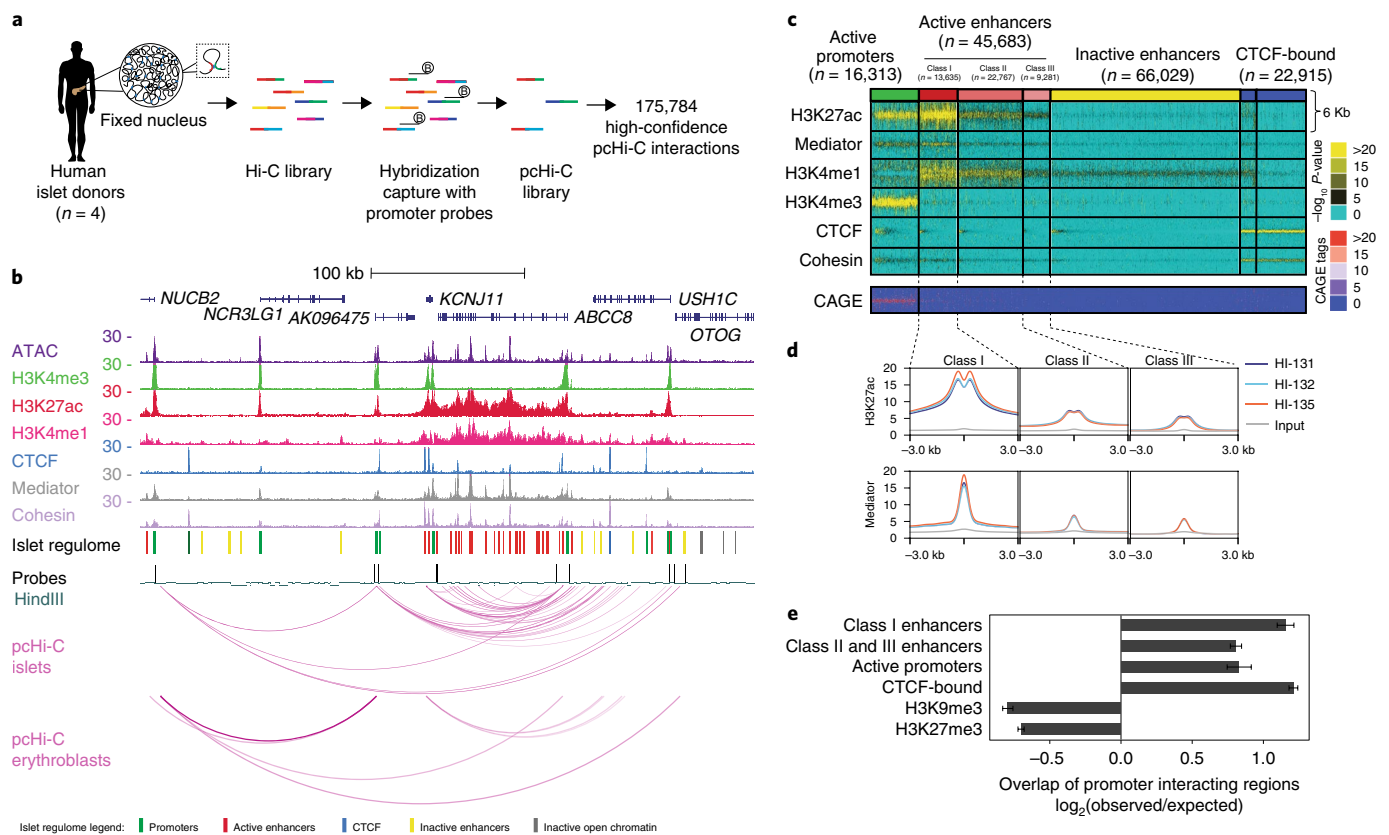 a
Fixed nucleus
Human
islet donors
(n = 4)
Hi-C library
B
B
B
Hybridization
capture with
promoter probes
pcHi-C
library
175,784
high-confidence
pcHi-C interactions
b
100 kb
NUCB2
KCNJ11
USH1C
NCR3LG1
AK096475
ABCC8
OTOG
30 -
ATAC
30 -
H3K4me3
30 -
H3K27ac
30 -
H3K4me1
30 -
CTCF
30 -
Mediator
30 -
Cohesin
Islet regulome
Probes
HindIII
pcHi-C
islets
pcHi-C
erythroblasts
Islet regulome legend:
Promoters
Active enhancers
CTCF
Inactive enhancers
Inactive open chromatin
c
Active
promoters
(n = 16,313)
Active enhancers
(n = 45,683)
Class I
(n = 13,635)
Class II
(n = 22,767)
Class III
(n = 9,281)
Inactive enhancers
(n = 66,029)
CTCF-bound
(n = 22,915)
H3K27ac
Mediator
H3K4me1
H3K4me3
CTCF
Cohesin
CAGE
6 Kb
–log10 P-value
>20
15
10
5
0
CAGE tags
>20
15
10
5
0
d
Class I
Class II
Class III
H3K27ac
20
15
10
5
0
–3.0 kb
3.0
–3.0
3.0
–3.0
3.0 kb
HI-131
HI-132
HI-135
Input
Mediator
20
15
10
5
0
–3.0 kb
3.0
–3.0
3.0
–3.0
3.0 kb
e
Class I enhancers
Class II and III enhancers
Active promoters
CTCF-bound
H3K9me3
H3K27me3
–0.5
0.0
0.5
1.0
Overlap of promoter interacting regions
log2(observed/expected)